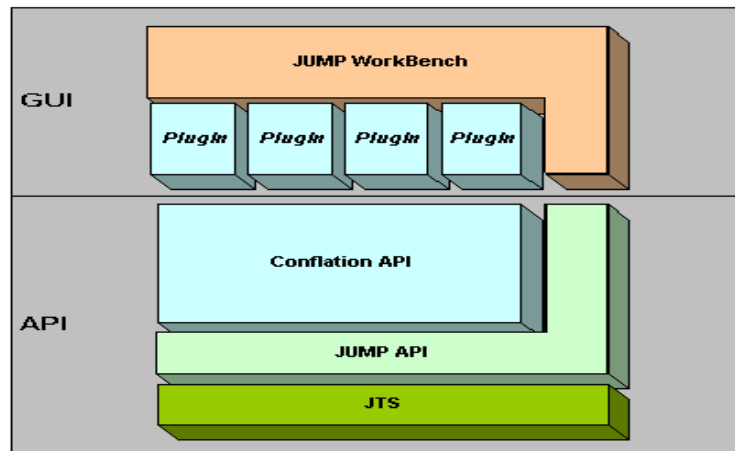 JUMP WorkBench
GUI
PlugIn PlugIn PlugIn PlugIn
Conflation API
API
JUMP API
JTS